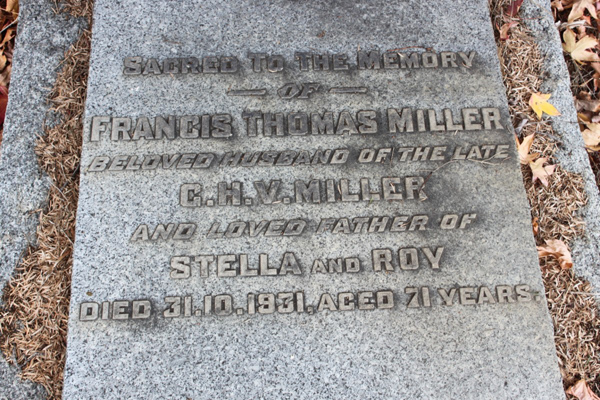 SACRED TO THE MEMORY
— OF —
FRANCIS THOMAS MILLER
BELOVED HUSBAND OF THE LATE
C.H.V. MILLER
AND LOVED FATHER OF
STELLA AND ROY
DIED 31.10.1931, AGED 71 YEARS.